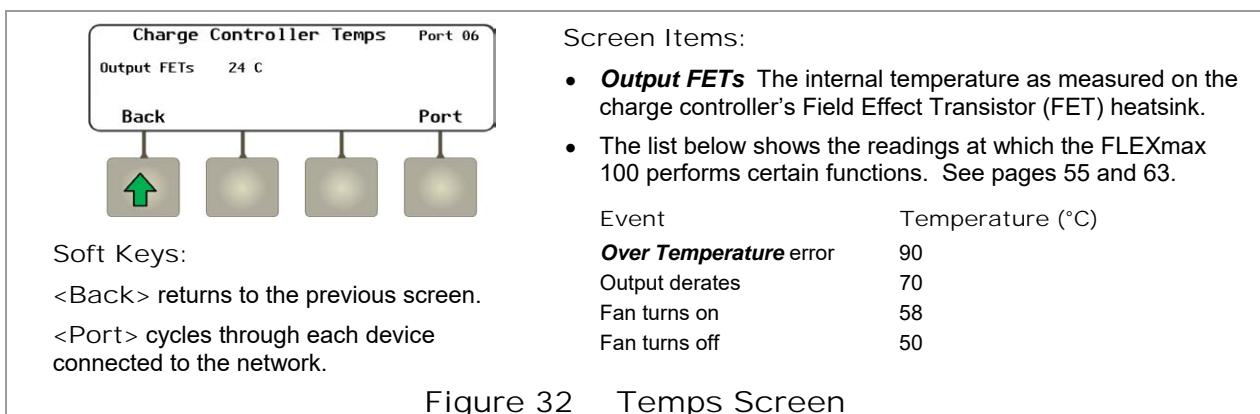 Charge Controller Temps Port 06
Output FETs 24 C
Back Port
Soft Keys:
<Back> returns to the previous screen.
<Port> cycles through each device
connected to the network.
Screen Items:
• Output FETs The internal temperature as measured on the
charge controller's Field Effect Transistor (FET) heatsink.
• The list below shows the readings at which the FLEXmax
100 performs certain functions. See pages 55 and 63.
Event Temperature (°C)
Over Temperature error 90
Output derates 70
Fan turns on 58
Fan turns off 50
Figure 32 Temps Screen